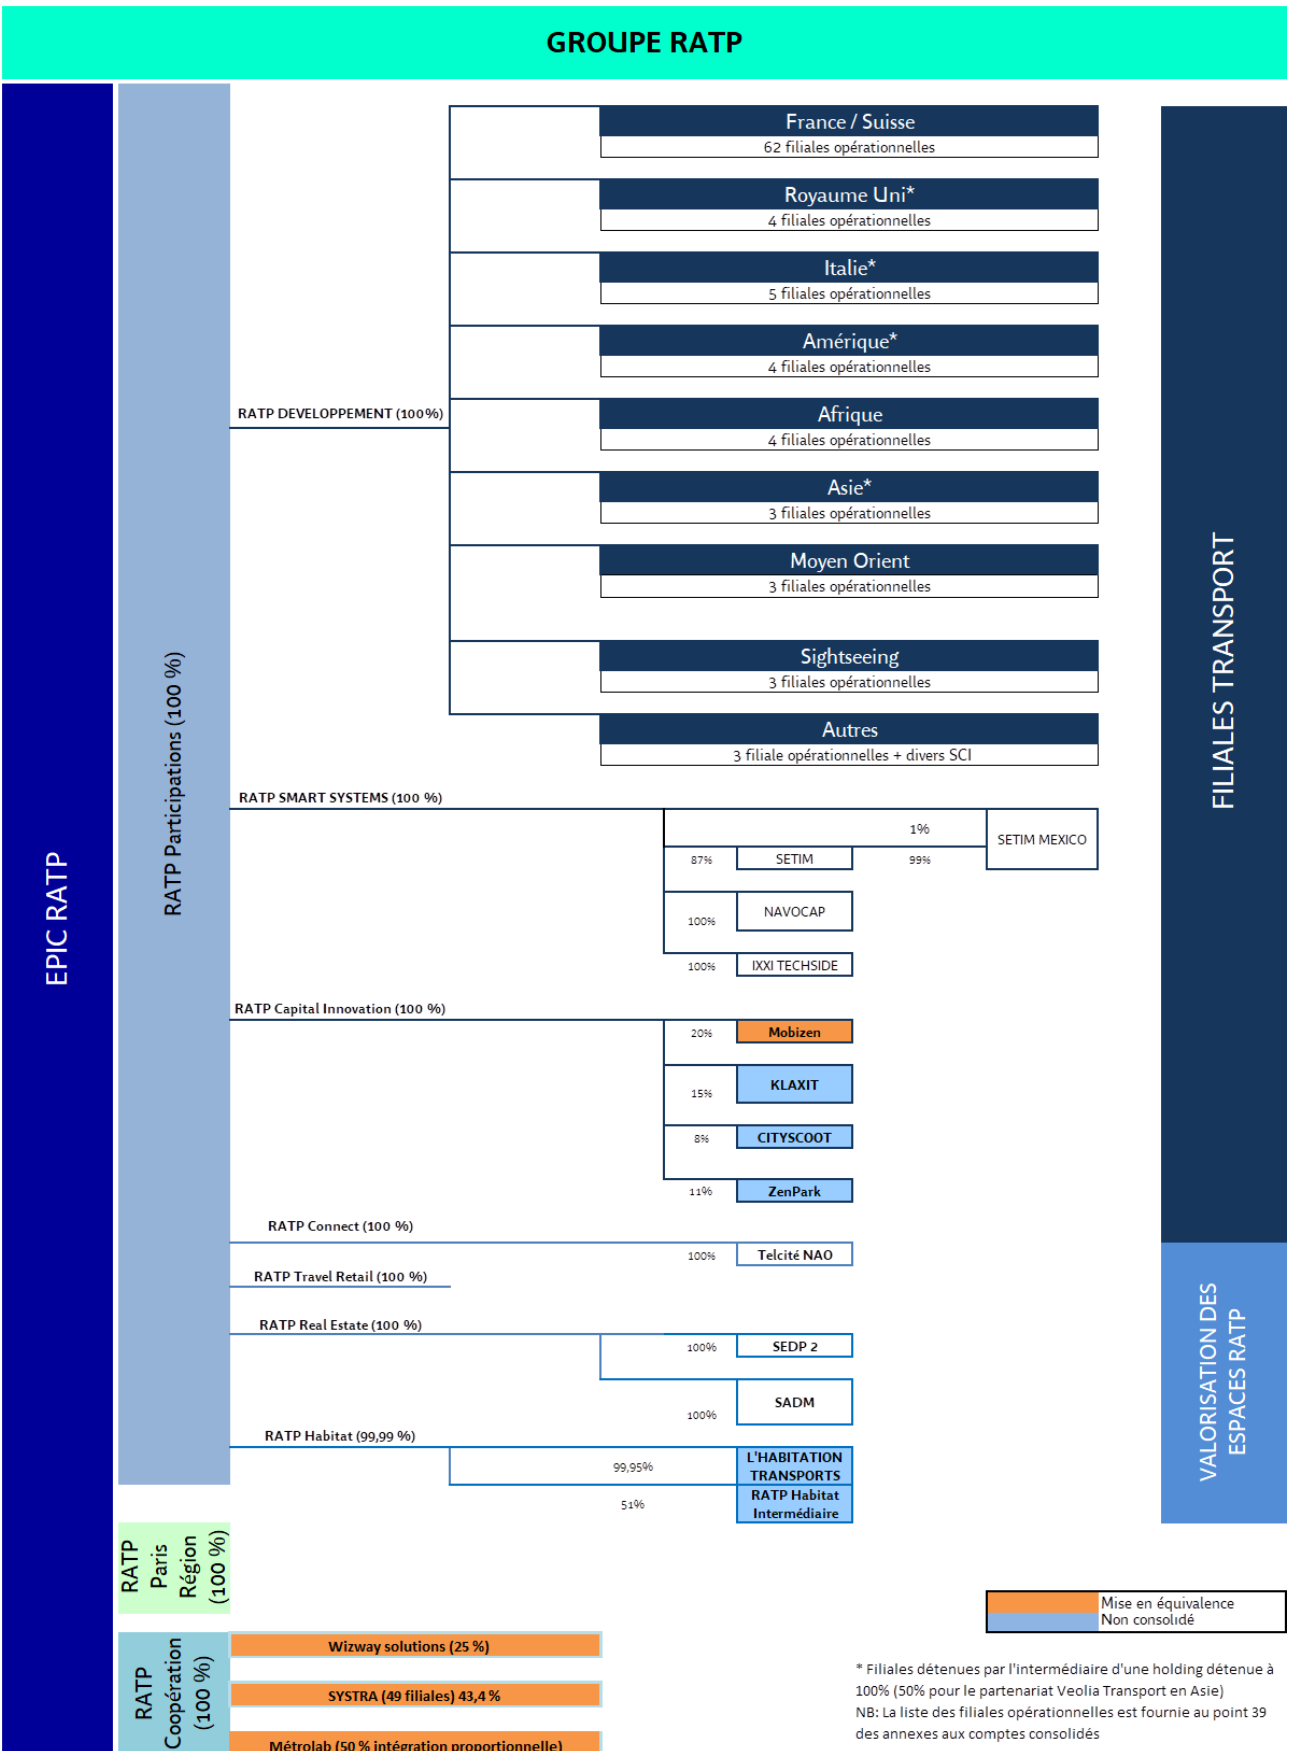 GROUPE RATP
EPIC RATP
RATP Participations (100 %)
RATP DEVELOPPEMENT (100%)
France / Suisse
62 filiales opérationnelles
Royaume Uni*
4 filiales opérationnelles
Italie*
5 filiales opérationnelles
Amérique*
4 filiales opérationnelles
Afrique
4 filiales opérationnelles
Asie*
3 filiales opérationnelles
Moyen Orient
3 filiales opérationnelles
Sightseeing
3 filiales opérationnelles
Autres
3 filiale opérationnelles + divers SCI
FILIALES TRANSPORT
RATP SMART SYSTEMS (100 %)
1%
SETIM MEXICO
87%
SETIM
99%
100%
NAVOCAP
100%
IXXI TECHSIDE
RATP Capital Innovation (100 %)
20%
Mobizen
15%
KLAXIT
8%
CITYSCOOT
11%
ZenPark
RATP Connect (100 %)
100%
Telcité NAO
RATP Travel Retail (100 %)
RATP Real Estate (100 %)
100%
SEDP 2
100%
SADM
RATP Habitat (99,99 %)
99,95%
L'HABITATION
TRANSPORTS
51%
RATP Habitat
Intermédiaire
VALORISATION DES
ESPACES RATP
RATP
Paris
Région
(100 %)
RATP
Coopération
(100 %)
Wizway solutions (25 %)
SYSTRA (49 filiales) 43,4 %
Métrolab (50 % intégration proportionnelle)
Mise en équivalence
Non consolidé
* Filiales détenues par l'intermédiaire d'une holding détenue à
100% (50% pour le partenariat Veolia Transport en Asie)
NB: La liste des filiales opérationnelles est fournie au point 39
des annexes aux comptes consolidés